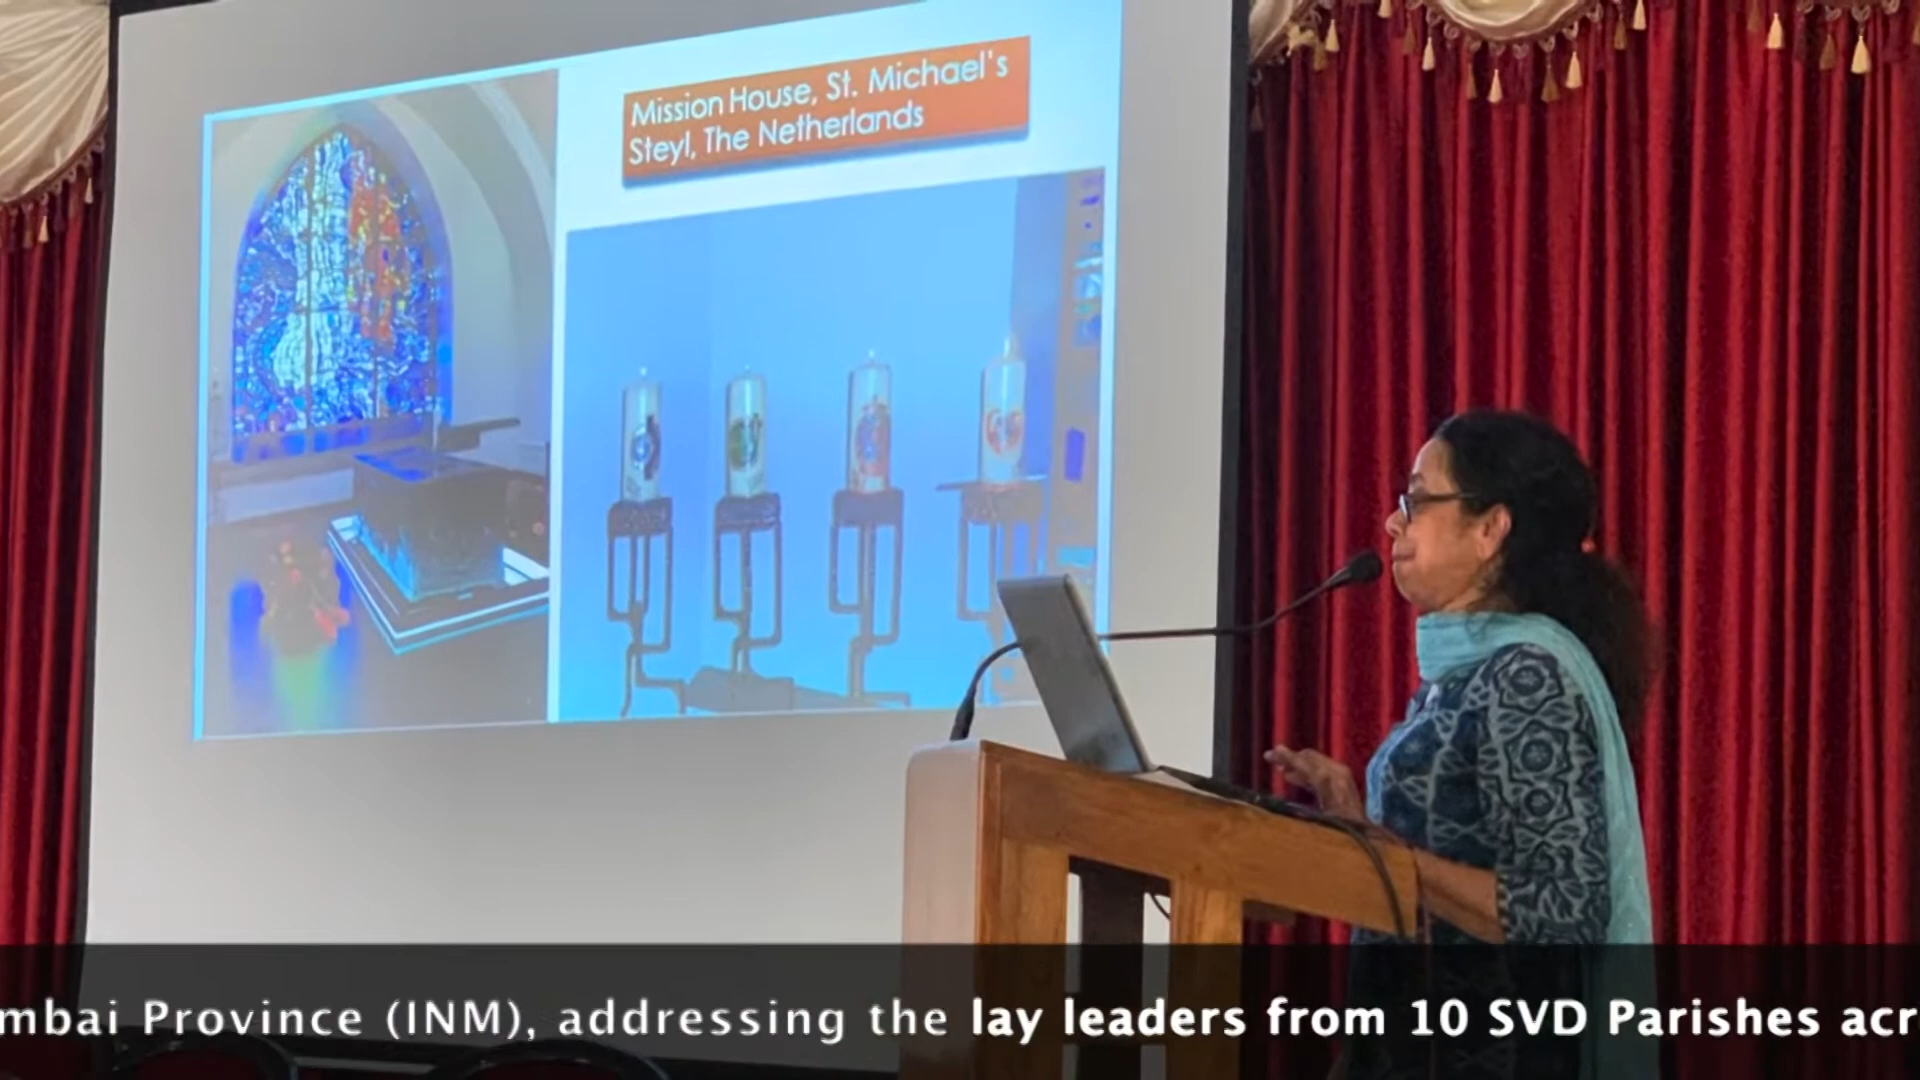 Mission House, St. Michael's
Steyl, The Netherlands
mbai Province (INM), addressing the lay leaders from 10 SVD Parishes acr